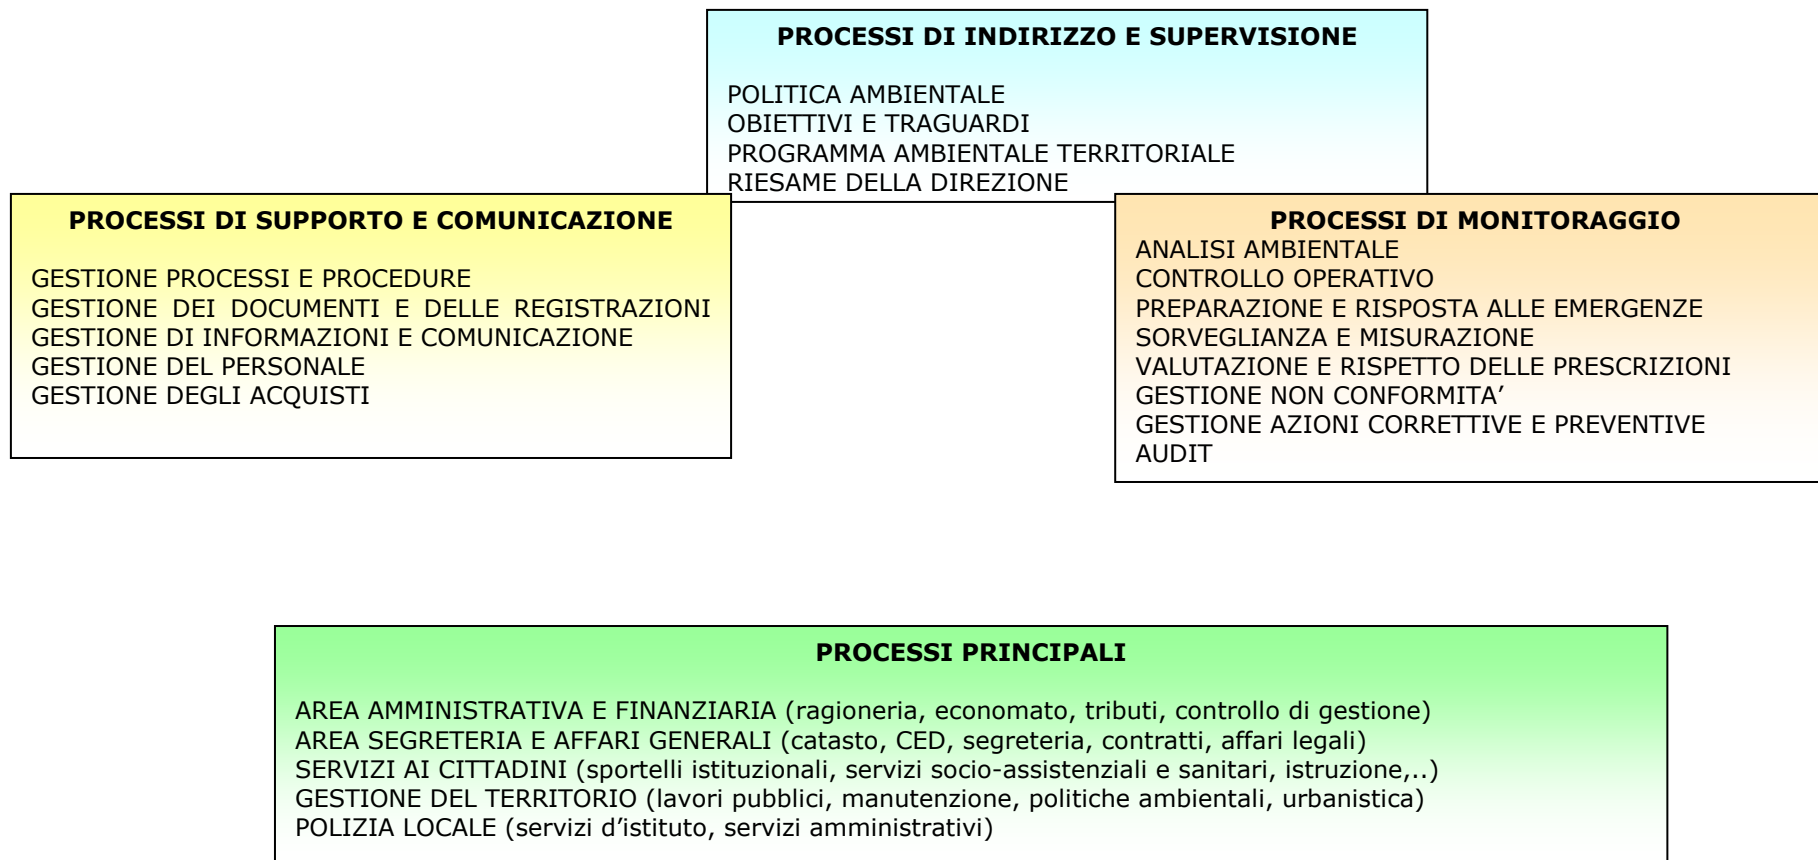 PROCESSI DI INDIRIZZO E SUPERVISIONE
POLITICA AMBIENTALE
OBIETTIVI E TRAGUARDI
PROGRAMMA AMBIENTALE TERRITORIALE
RIESAME DELLA DIREZIONE
PROCESSI DI SUPPORTO E COMUNICAZIONE
GESTIONE PROCESSI E PROCEDURE
GESTIONE DEI DOCUMENTI E DELLE REGISTRAZIONI
GESTIONE DI INFORMAZIONI E COMUNICAZIONE
GESTIONE DEL PERSONALE
GESTIONE DEGLI ACQUISTI
PROCESSI DI MONITORAGGIO
ANALISI AMBIENTALE
CONTROLLO OPERATIVO
PREPARAZIONE E RISPOSTA ALLE EMERGENZE
SORVEGLIANZA E MISURAZIONE
VALUTAZIONE E RISPETTO DELLE PRESCRIZIONI
GESTIONE NON CONFORMITA’
GESTIONE AZIONI CORRETTIVE E PREVENTIVE
AUDIT
PROCESSI PRINCIPALI
AREA AMMINISTRATIVA E FINANZIARIA (ragioneria, economato, tributi, controllo di gestione)
AREA SEGRETERIA E AFFARI GENERALI (catasto, CED, segreteria, contratti, affari legali)
SERVIZI AI CITTADINI (sportelli istituzionali, servizi socio-assistenziali e sanitari, istruzione,..)
GESTIONE DEL TERRITORIO (lavori pubblici, manutenzione, politiche ambientali, urbanistica)
POLIZIA LOCALE (servizi d’istituto, servizi amministrativi)